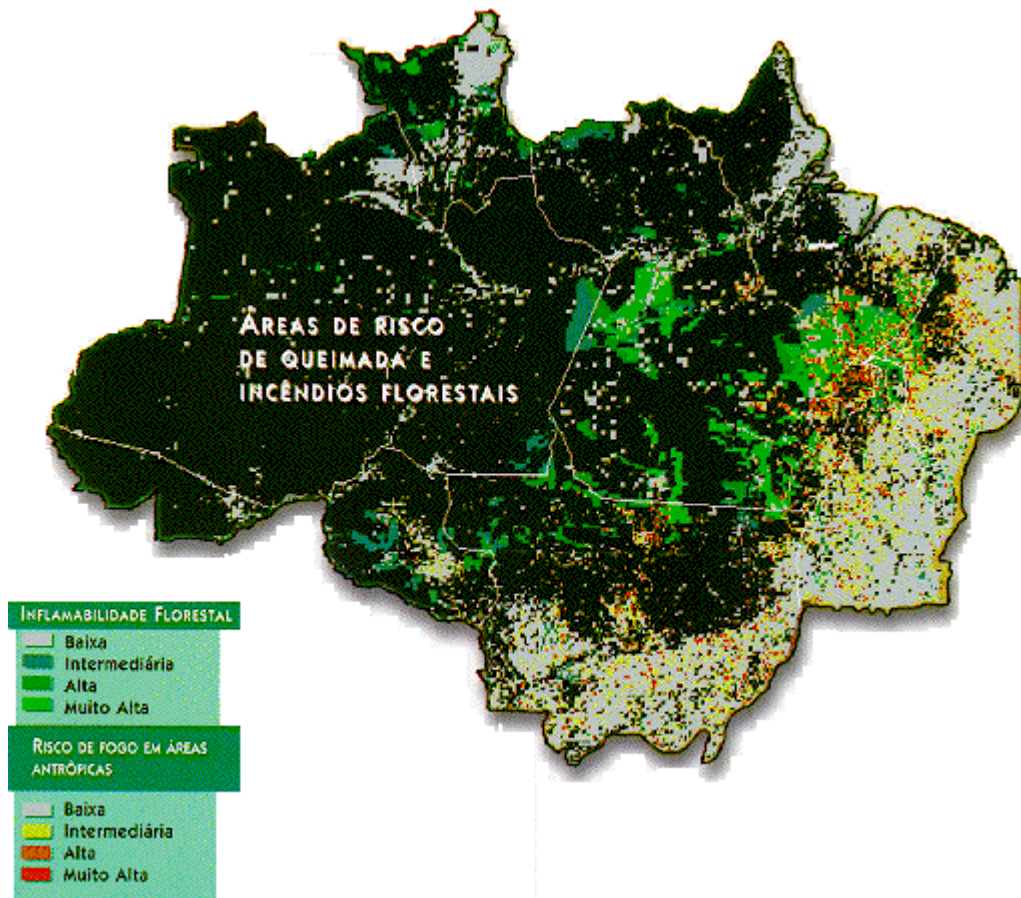 ÁREAS DE RISCO
DE QUEIMADA E
INCÊNDIOS FLORESTAIS
INFLAMABILIDADE FLORESTAL
Baixa
Intermediária
Alta
Muito Alta
RISCO DE FOGO EM ÁREAS
ANTRÓPICAS
Baixa
Intermediária
Alta
Muito Alta